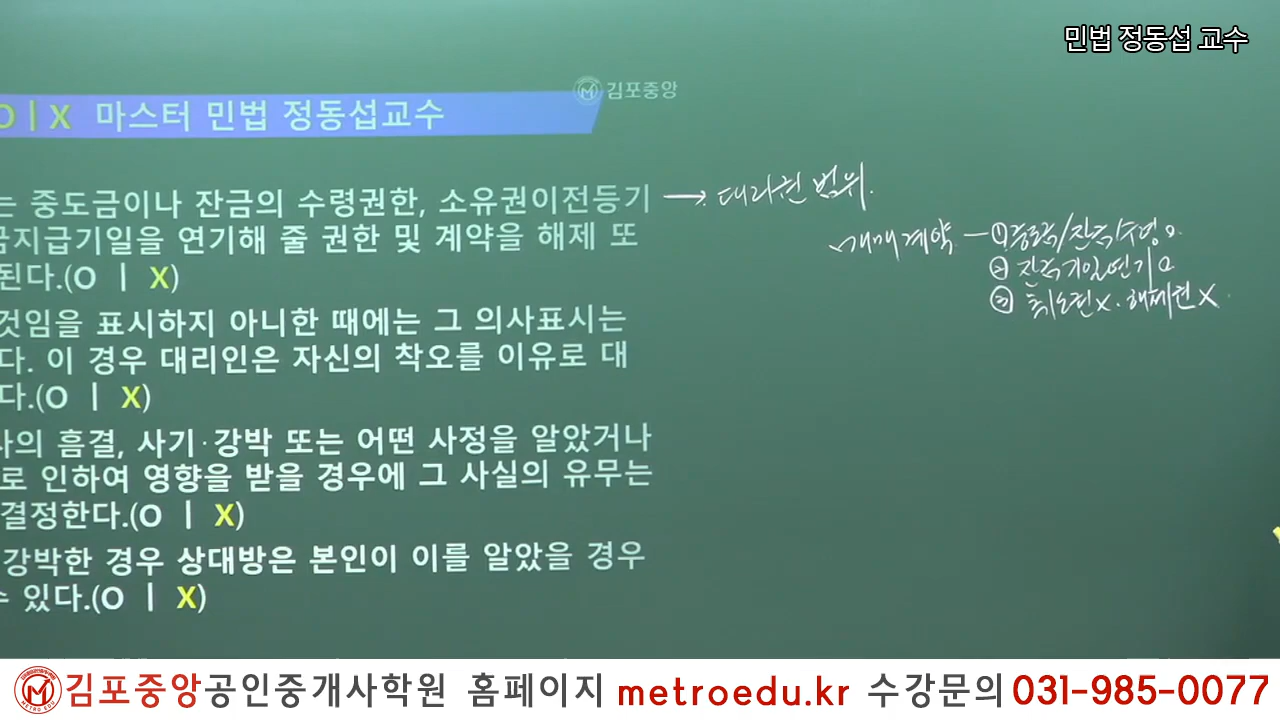 민법 정동섭 교수
김포중앙
O | X 마스터 민법 정동섭교수
는 중도금이나 잔금의 수령권한, 소유권이전등기
금지급기일을 연기해 줄 권한 및 계약을 해제 또
된다.(O | X)
것임을 표시하지 아니한 때에는 그 의사표시는
다. 이 경우 대리인은 자신의 착오를 이유로 대
다.(O | X)
사의 흠결, 사기·강박 또는 어떤 사정을 알았거나
로 인하여 영향을 받을 경우에 그 사실의 유무는
결정한다.(O | X)
강박한 경우 상대방은 본인이 이를 알았을 경우
수 있다.(O | X)
→ 대리권 범위.
매매계약 - ① 중도금/잔금/수령 o
② 잔금기일연기 o
③ 취소권 x. 해제권 X
김포중앙공인중개사학원 홈페이지 metroedu.kr 수강문의 031-985-0077
METRO EDU